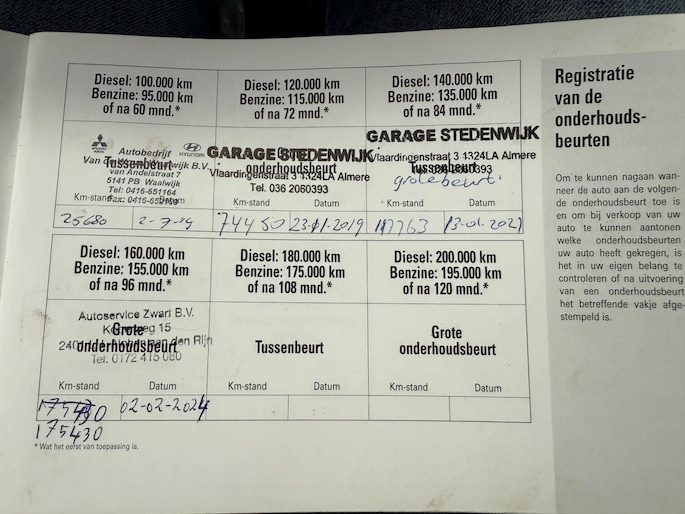 Diesel: 100.000 km
Benzine: 95.000 km
of na 60 mnd.*
Autobedrijf
HYUNDAI
Tussenbeurt
van Andelstraat 7
5141 PB Waalwijk
Tel: 0416-651164
Km-stand Datum
25680
Diesel: 120.000 km
Benzine: 115.000 km
of na 72 mnd.*
GARAGE STEDENWIJK
Vlaardingenstraat 3 1324LA Almere
onderhoudsbeurt
Tel. 036 2060393
Km-stand Datum
74450 23-01-2019
Diesel: 140.000 km
Benzine: 135.000 km
of na 84 mnd.*
GARAGE STEDENWIJK
Vlaardingenstraat 3 1324LA Almere
Tussenbeurt
grote beurt
Km-stand Datum
117763 13-01-2021
Diesel: 160.000 km
Benzine: 155.000 km
of na 96 mnd.*
Autoservice Zwart B.V.
Grote
onderhoudsbeurt
Tel. 0172 415 080
Km-stand Datum
02-02-2024
175430
Diesel: 180.000 km
Benzine: 175.000 km
of na 108 mnd.*
Tussenbeurt
Km-stand Datum
Diesel: 200.000 km
Benzine: 195.000 km
of na 120 mnd.*
Grote
onderhoudsbeurt
Km-stand Datum
* Wat het eerst van toepassing is.
Registratie
van de
onderhouds-
beurten
Om te kunnen nagaan wan-
neer de auto aan de volgen-
de onderhoudsbeurt toe is
en om bij verkoop van uw
auto te kunnen aantonen
welke onderhoudsbeurten
uw auto heeft gekregen, is
het in uw eigen belang te
controleren of na uitvoering
van een onderhoudsbeurt
het betreffende vakje afge-
stempeld is.